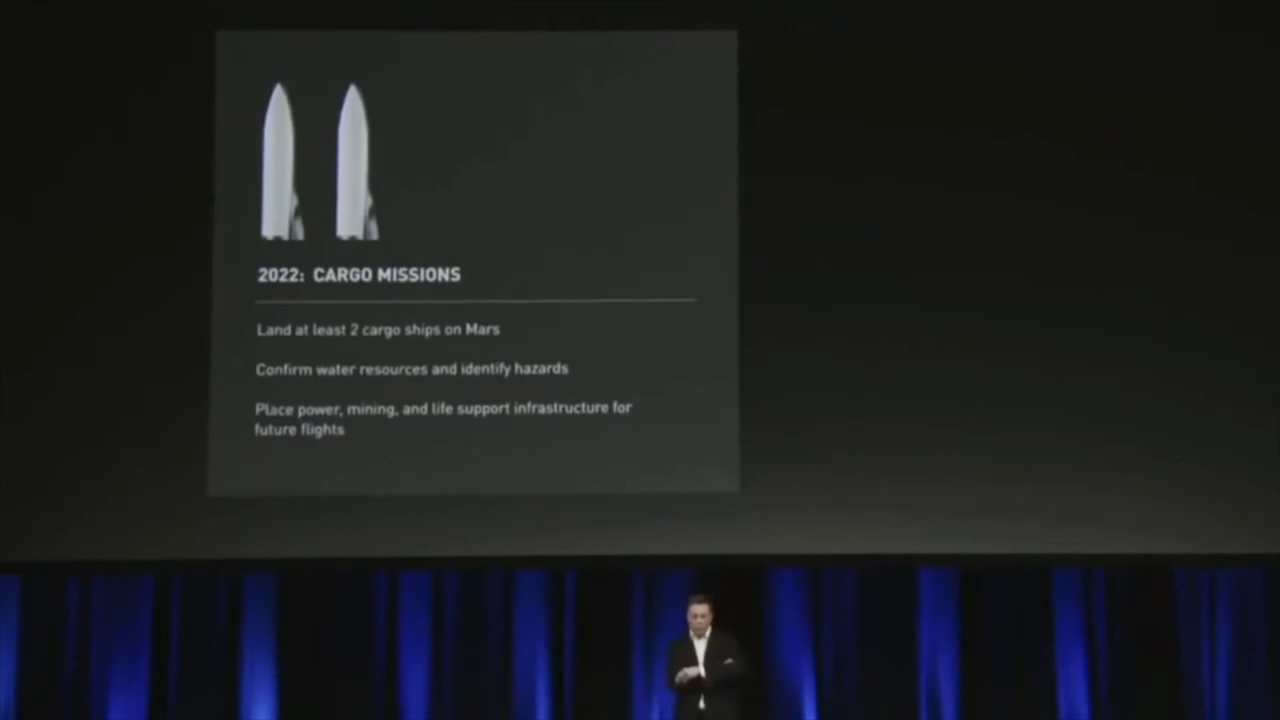 2022: CARGO MISSIONS
Land at least 2 cargo ships on Mars
Confirm water resources and identify hazards
Place power, mining, and life support infrastructure for
future flights